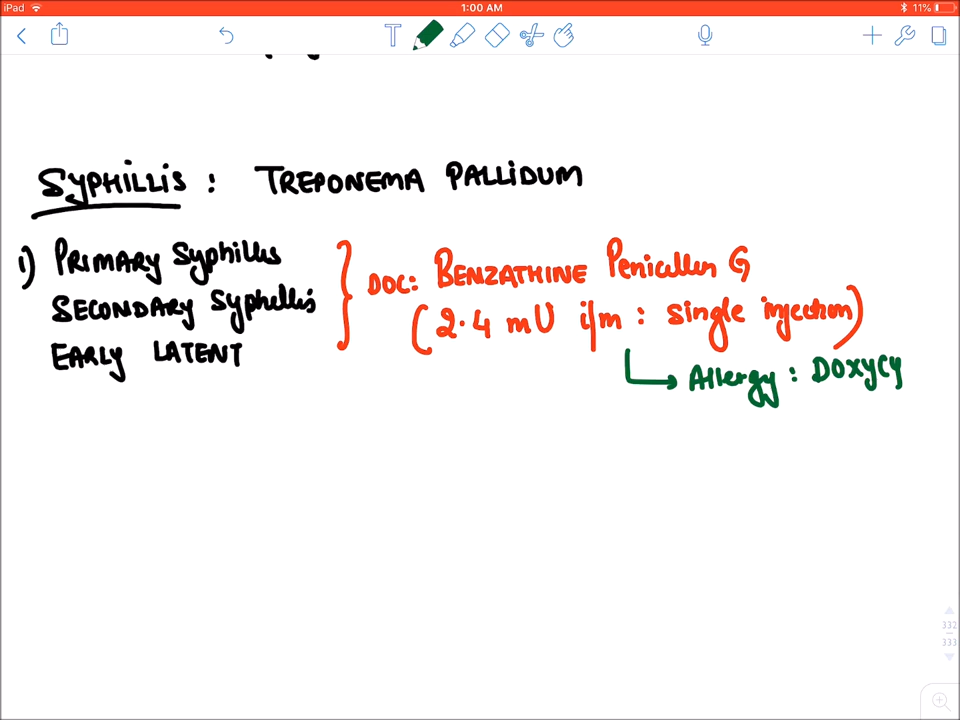 iPad 1:00 AM 11%
T
SYPHILLIS : TREPONEMA PALLIDUM
1) PRIMARY Syphillis
SECONDARY Syphillis
EARLY LATENT
DOC: BENZATHINE Penicillin G
(2.4 mU i/m : single injection)
Allergy : DOXYCY
332
333